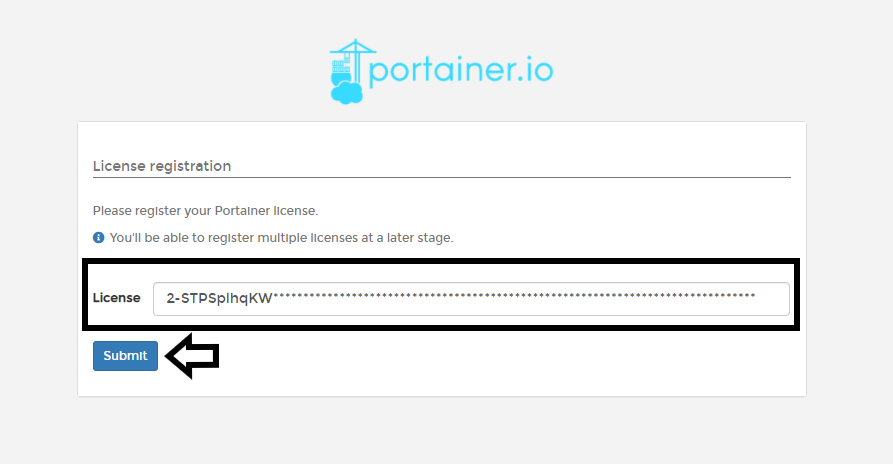 portainer.io
License registration
Please register your Portainer license.
You'll be able to register multiple licenses at a later stage.
License 2-STPSplhqKW********************************************************************************
Submit